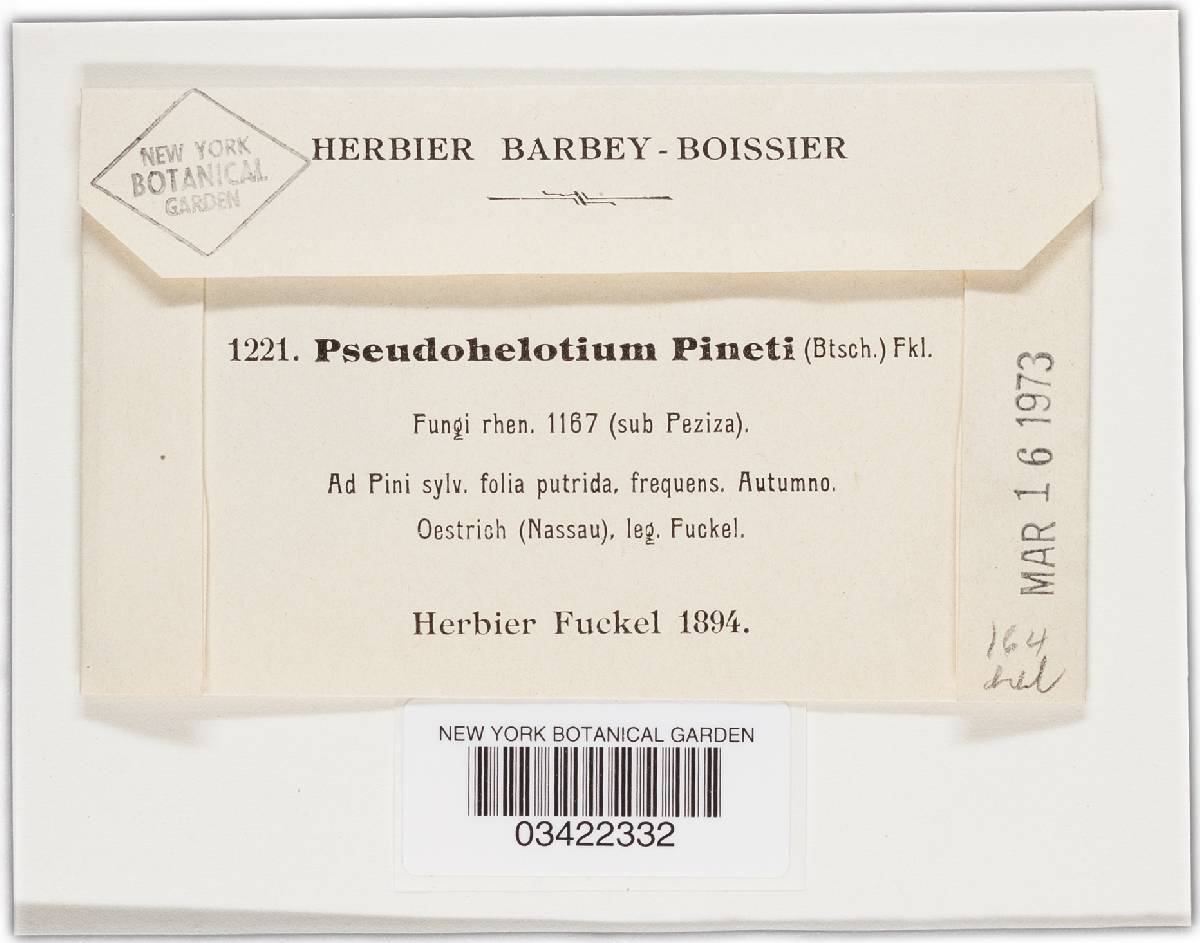 NEW YORK
BOTANICAL
GARDEN
HERBIER BARBEY-BOISSIER
1221. Pseudohelotium Pineti (Btsch.) Fkl.
Fungi rhen. 1167 (sub Peziza).
Ad Pini sylv. folia putrida, frequens. Autumno.
Oestrich (Nassau), leg. Fuckel.
Herbier Fuckel 1894.
MAR 16 1973
164
NEW YORK BOTANICAL GARDEN
03422332